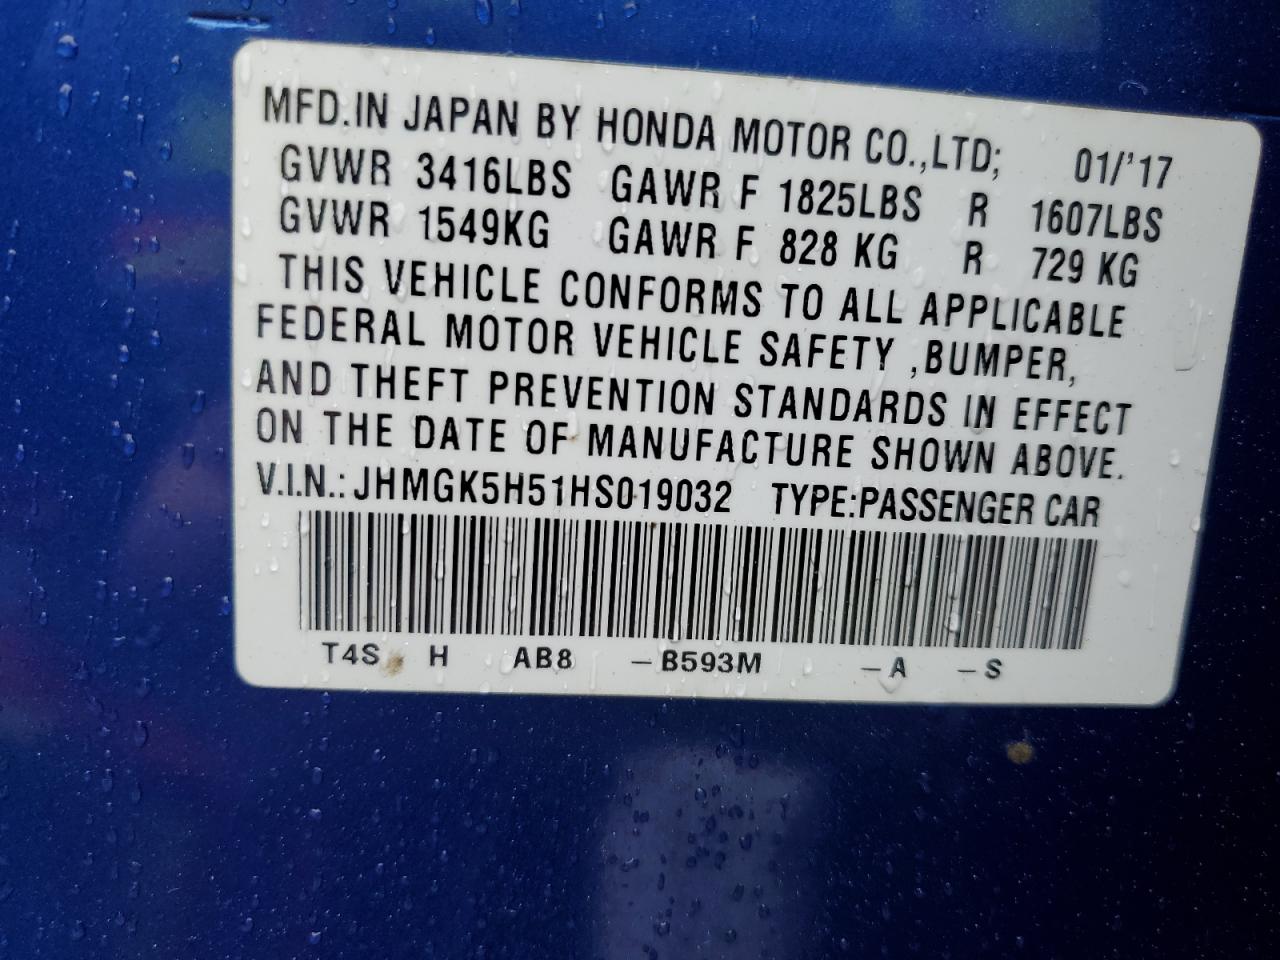 MFD.IN JAPAN BY HONDA MOTOR CO.,LTD; 01/'17
GVWR 3416LBS GAWR F 1825LBS R 1607LBS
GVWR 1549KG GAWR F 828 KG R 729 KG
THIS VEHICLE CONFORMS TO ALL APPLICABLE
FEDERAL MOTOR VEHICLE SAFETY ,BUMPER,
AND THEFT PREVENTION STANDARDS IN EFFECT
ON THE DATE OF MANUFACTURE SHOWN ABOVE.
V.I.N.: JHMGK5H51HS019032 TYPE:PASSENGER CAR
T4S H AB8 –B593M –A –S